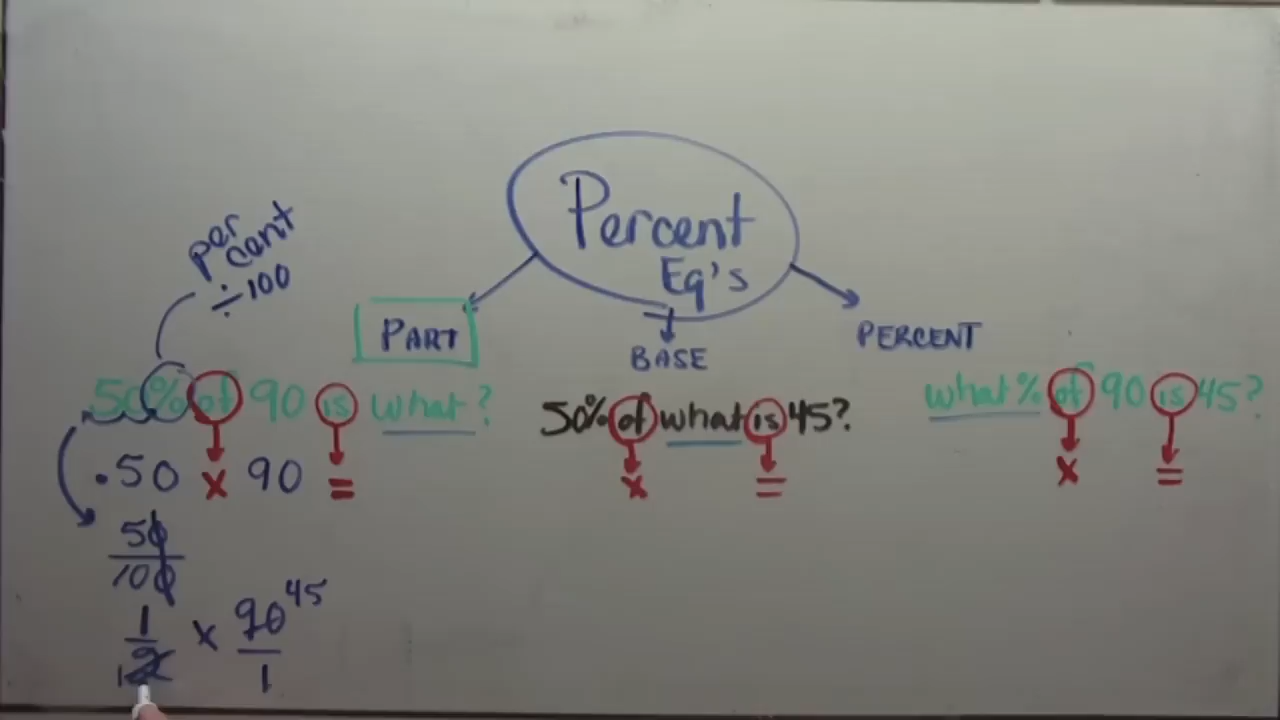 Percent
Eq's
per
cent
÷100
PART
BASE
PERCENT
50% of 90 is what?
50% of what is 45?
what % of 90 is 45?
.50 x 90 =
x =
x =
50
100
1 x 90 45
1 2 1